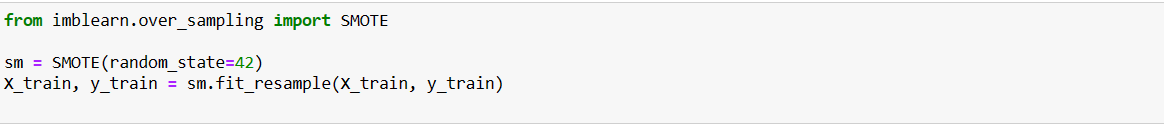 from imblearn.over_sampling import SMOTE
sm = SMOTE(random_state=42)
X_train, y_train = sm.fit_resample(X_train, y_train)